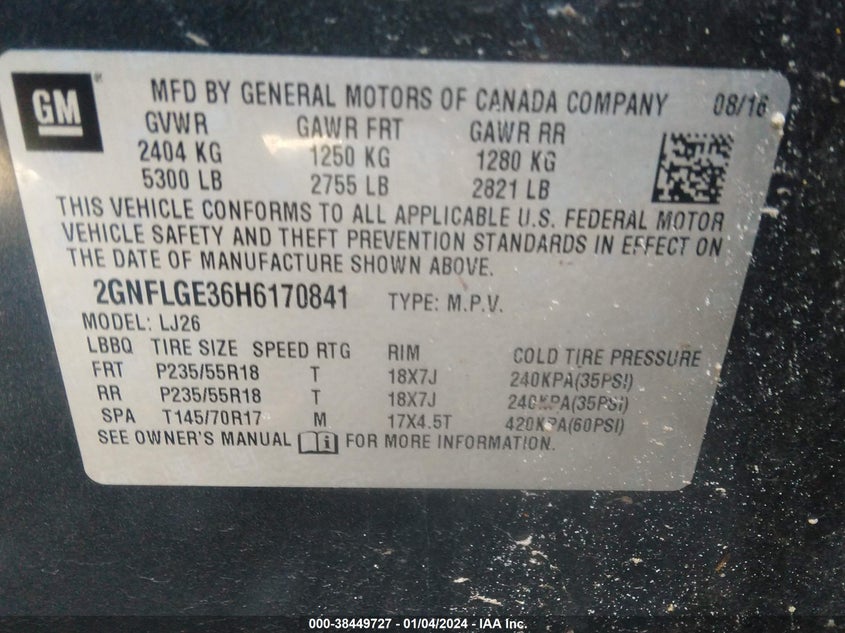 GM
MFD BY GENERAL MOTORS OF CANADA COMPANY 08/16
GVWR GAWR FRT GAWR RR
2404 KG 1250 KG 1280 KG
5300 LB 2755 LB 2821 LB
THIS VEHICLE CONFORMS TO ALL APPLICABLE U.S. FEDERAL MOTOR
VEHICLE SAFETY AND THEFT PREVENTION STANDARDS IN EFFECT ON
THE DATE OF MANUFACTURE SHOWN ABOVE.
2GNFLGE36H6170841 TYPE: M.P.V.
MODEL: LJ26
LBBQ TIRE SIZE SPEED RTG RIM COLD TIRE PRESSURE
FRT P235/55R18 T 18X7J 240KPA(35PSI)
RR P235/55R18 T 18X7J 240KPA(35PSI)
SPA T145/70R17 M 17X4.5T 420KPA(60PSI)
SEE OWNER'S MANUAL FOR MORE INFORMATION.
000-38449727 - 01/04/2024 - IAA Inc.